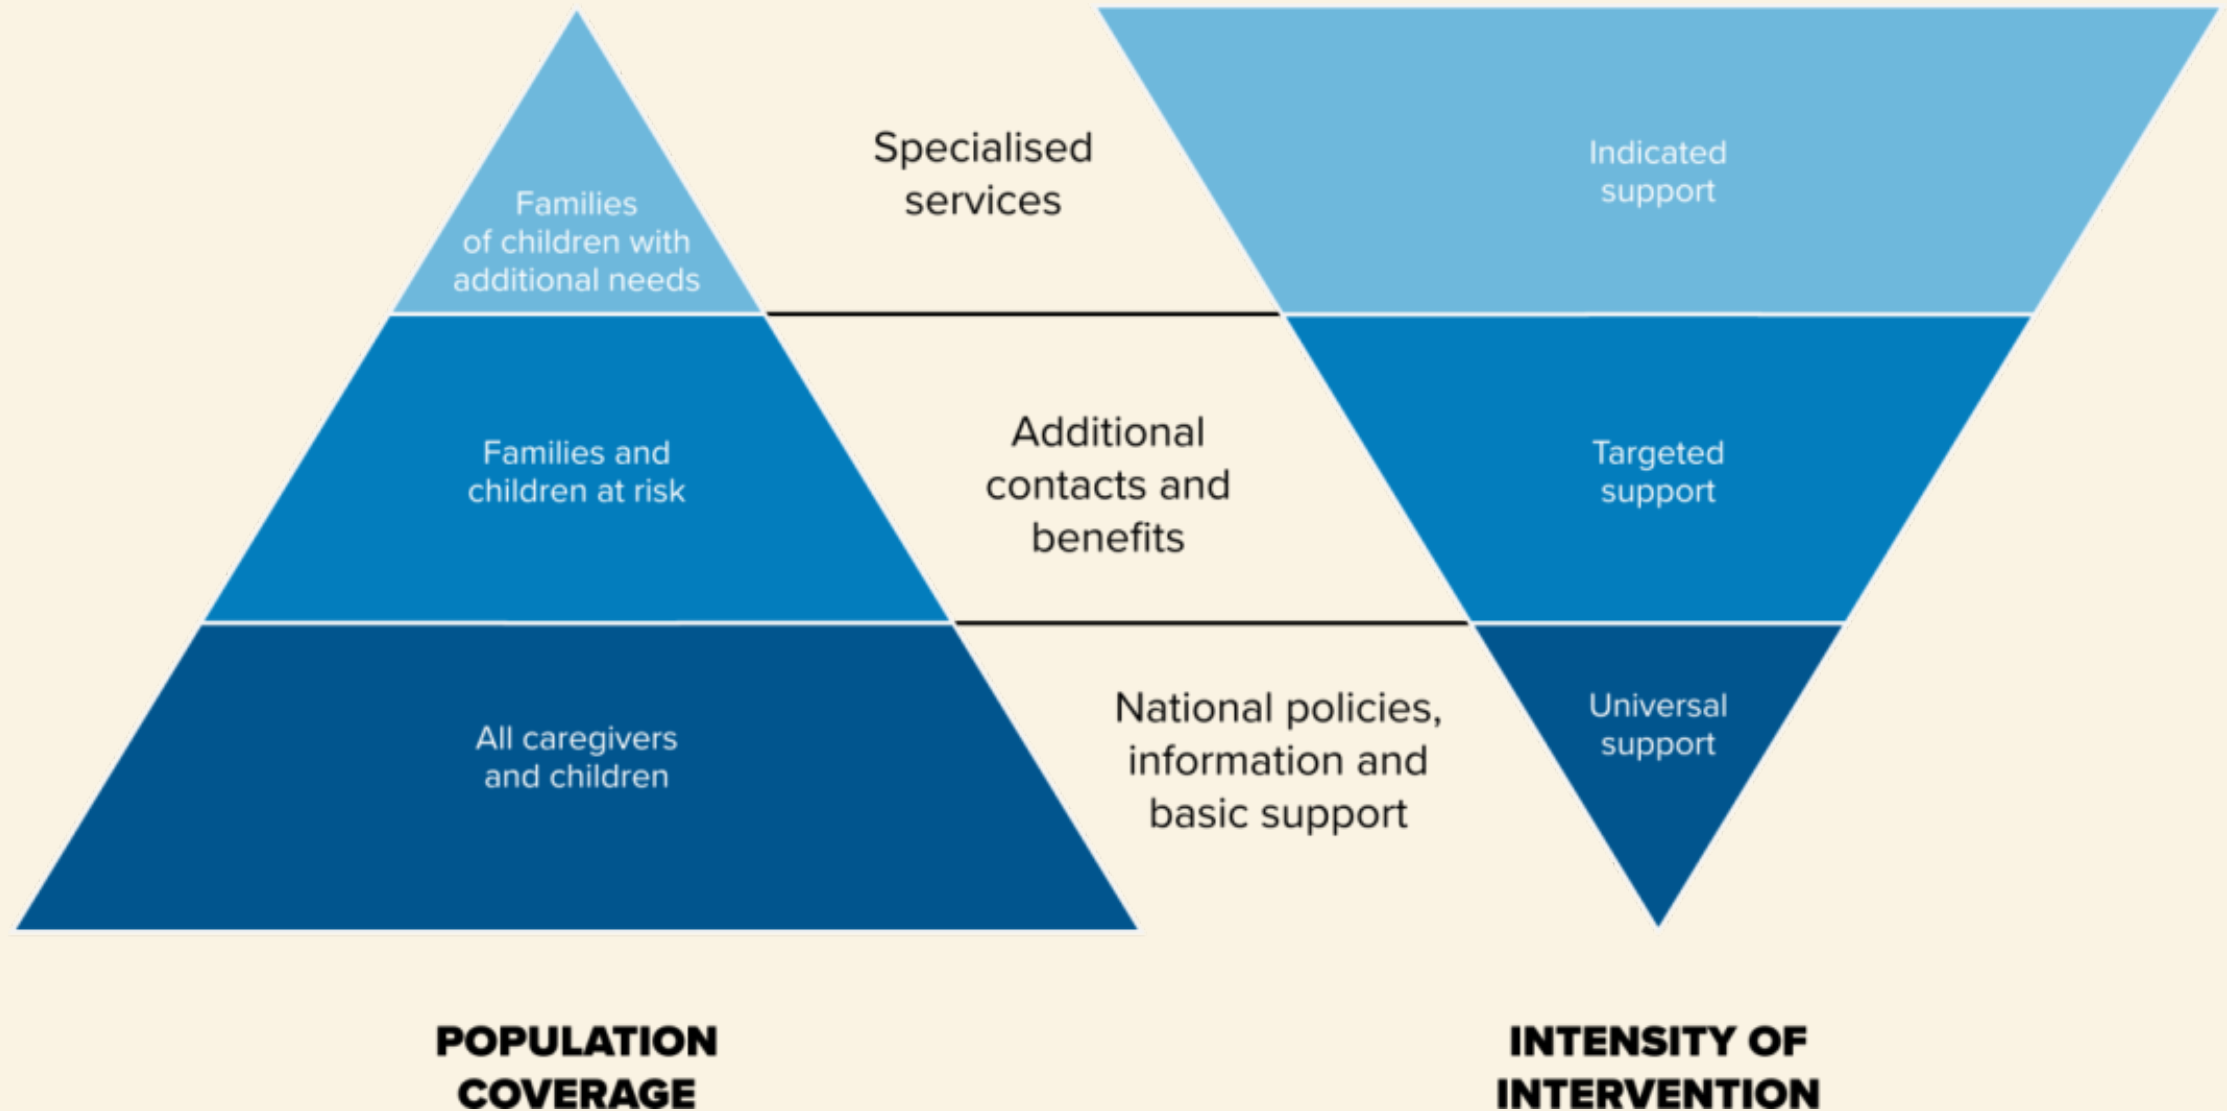 Families
of children with
additional needs
Specialised
services
Indicated
support
Families and
children at risk
Additional
contacts and
benefits
Targeted
support
All caregivers
and children
National policies,
information and
basic support
Universal
support
POPULATION
COVERAGE
INTENSITY OF
INTERVENTION